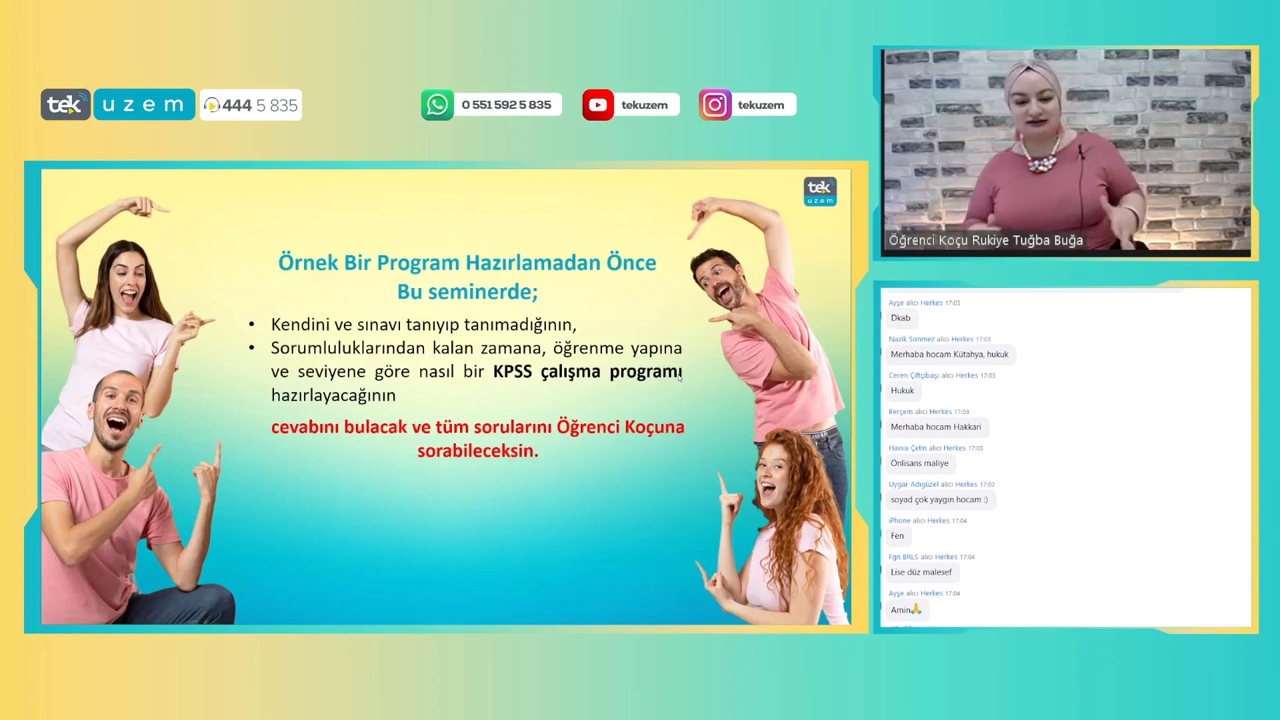 tek
uzem
444 5 835
0 551 592 5 835
tekuzem
tekuzem
tek
uzem
Örnek Bir Program Hazırlamadan Önce
Bu seminerde;
• Kendini ve sınavı tanıyıp tanımadığının,
• Sorumluluklarından kalan zamana, öğrenme yapına
ve seviyene göre nasıl bir KPSS çalışma programı
hazırlayacağının
cevabını bulacak ve tüm sorularını Öğrenci Koçuna
sorabileceksin.
Öğrenci Koçu Rukiye Tuğba Buğa
Ayşe alıcı Herkes 17:03
Dkab
Nazik Sönmez alıcı Herkes 17:03
Merhaba hocam Kütahya, hukuk
Ceren Çiftçibaşı alıcı Herkes 17:03
Hukuk
Berçem alıcı Herkes 17:03
Merhaba hocam Hakkari
Havva Çetin alıcı Herkes 17:03
Önlisans maliye
Uygar Adıgüzel alıcı Herkes 17:03
soyad çok yaygın hocam :)
iPhone alıcı Herkes 17:04
Fen
Fgn BRLS alıcı Herkes 17:04
Lise düz malesef
Ayşe alıcı Herkes 17:04
Amin🙏